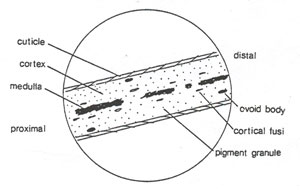 cuticle
distal
cortex
medulla
ovoid body
proximal
cortical fusi
pigment granule